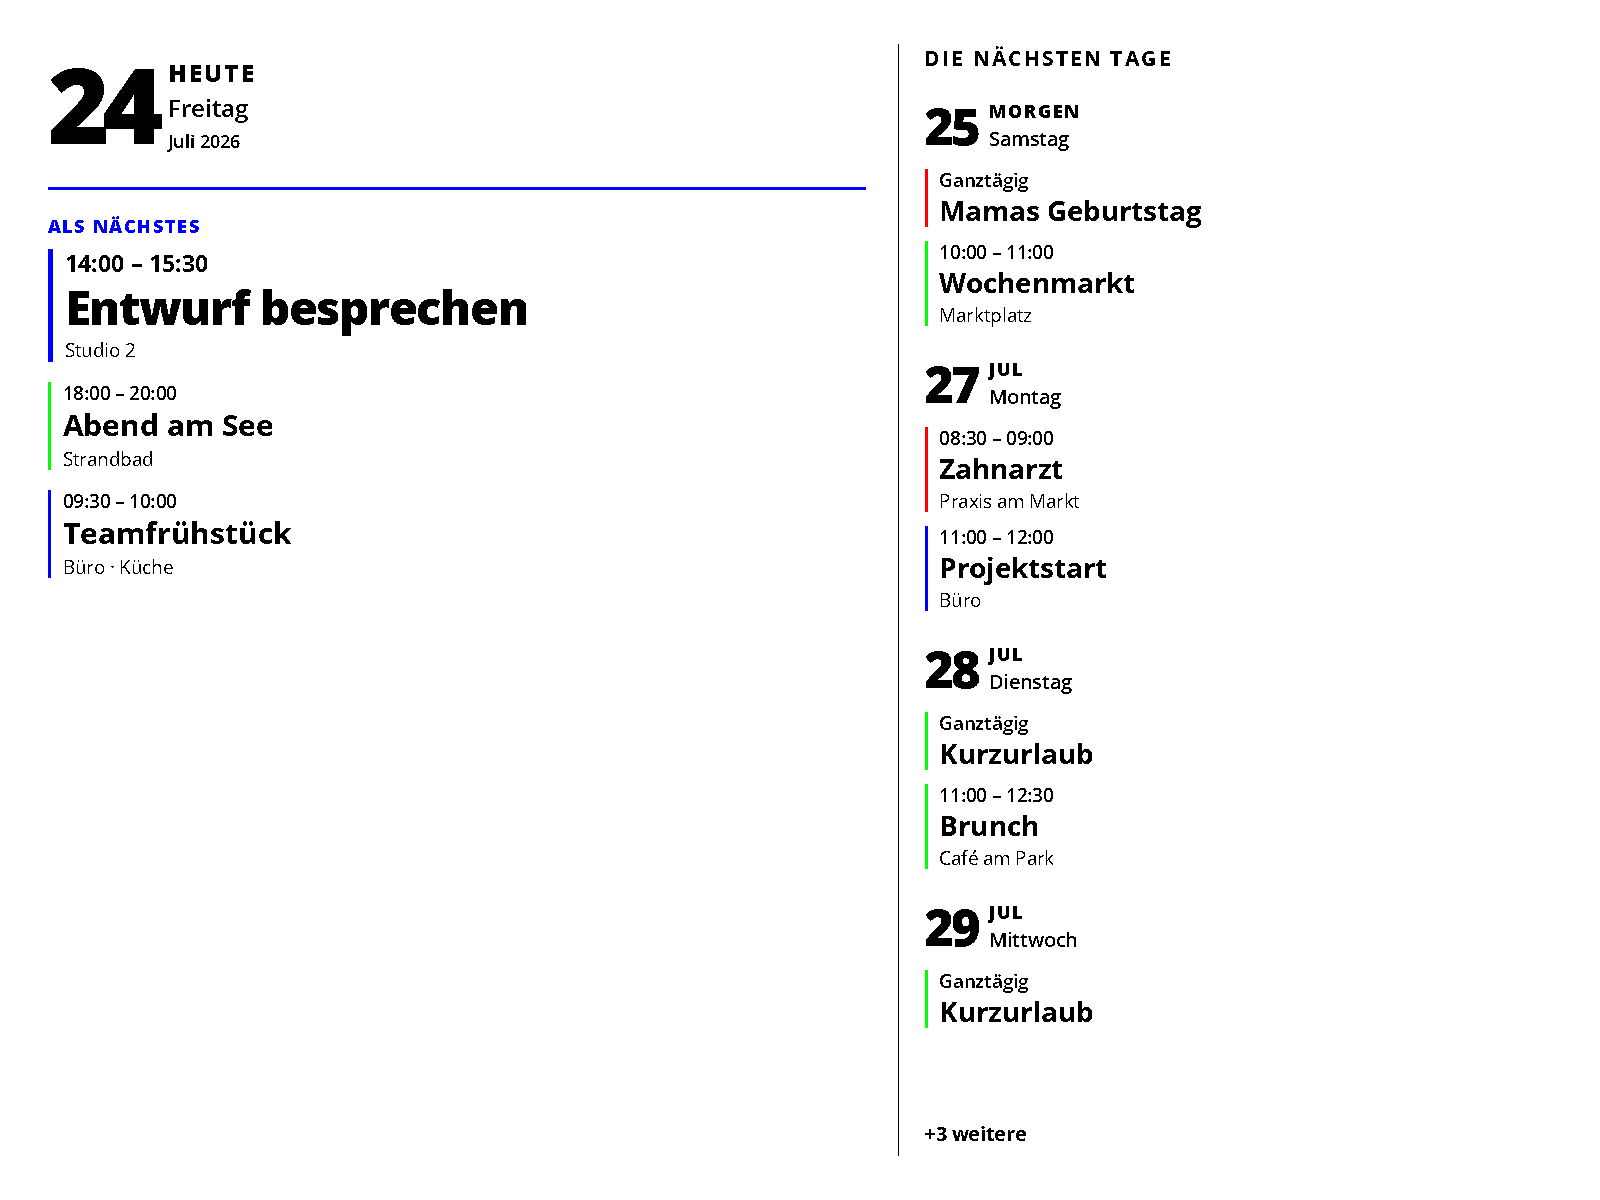 24
HEUTE
Freitag
Juli 2026
ALS NÄCHSTES
14:00 – 15:30
Entwurf besprechen
Studio 2
18:00 – 20:00
Abend am See
Strandbad
09:30 – 10:00
Teamfrühstück
Büro · Küche
DIE NÄCHSTEN TAGE
25
MORGEN
Samstag
Ganztägig
Mamas Geburtstag
10:00 – 11:00
Wochenmarkt
Marktplatz
27
JUL
Montag
08:30 – 09:00
Zahnarzt
Praxis am Markt
11:00 – 12:00
Projektstart
Büro
28
JUL
Dienstag
Ganztägig
Kurzurlaub
11:00 – 12:30
Brunch
Café am Park
29
JUL
Mittwoch
Ganztägig
Kurzurlaub
+3 weitere